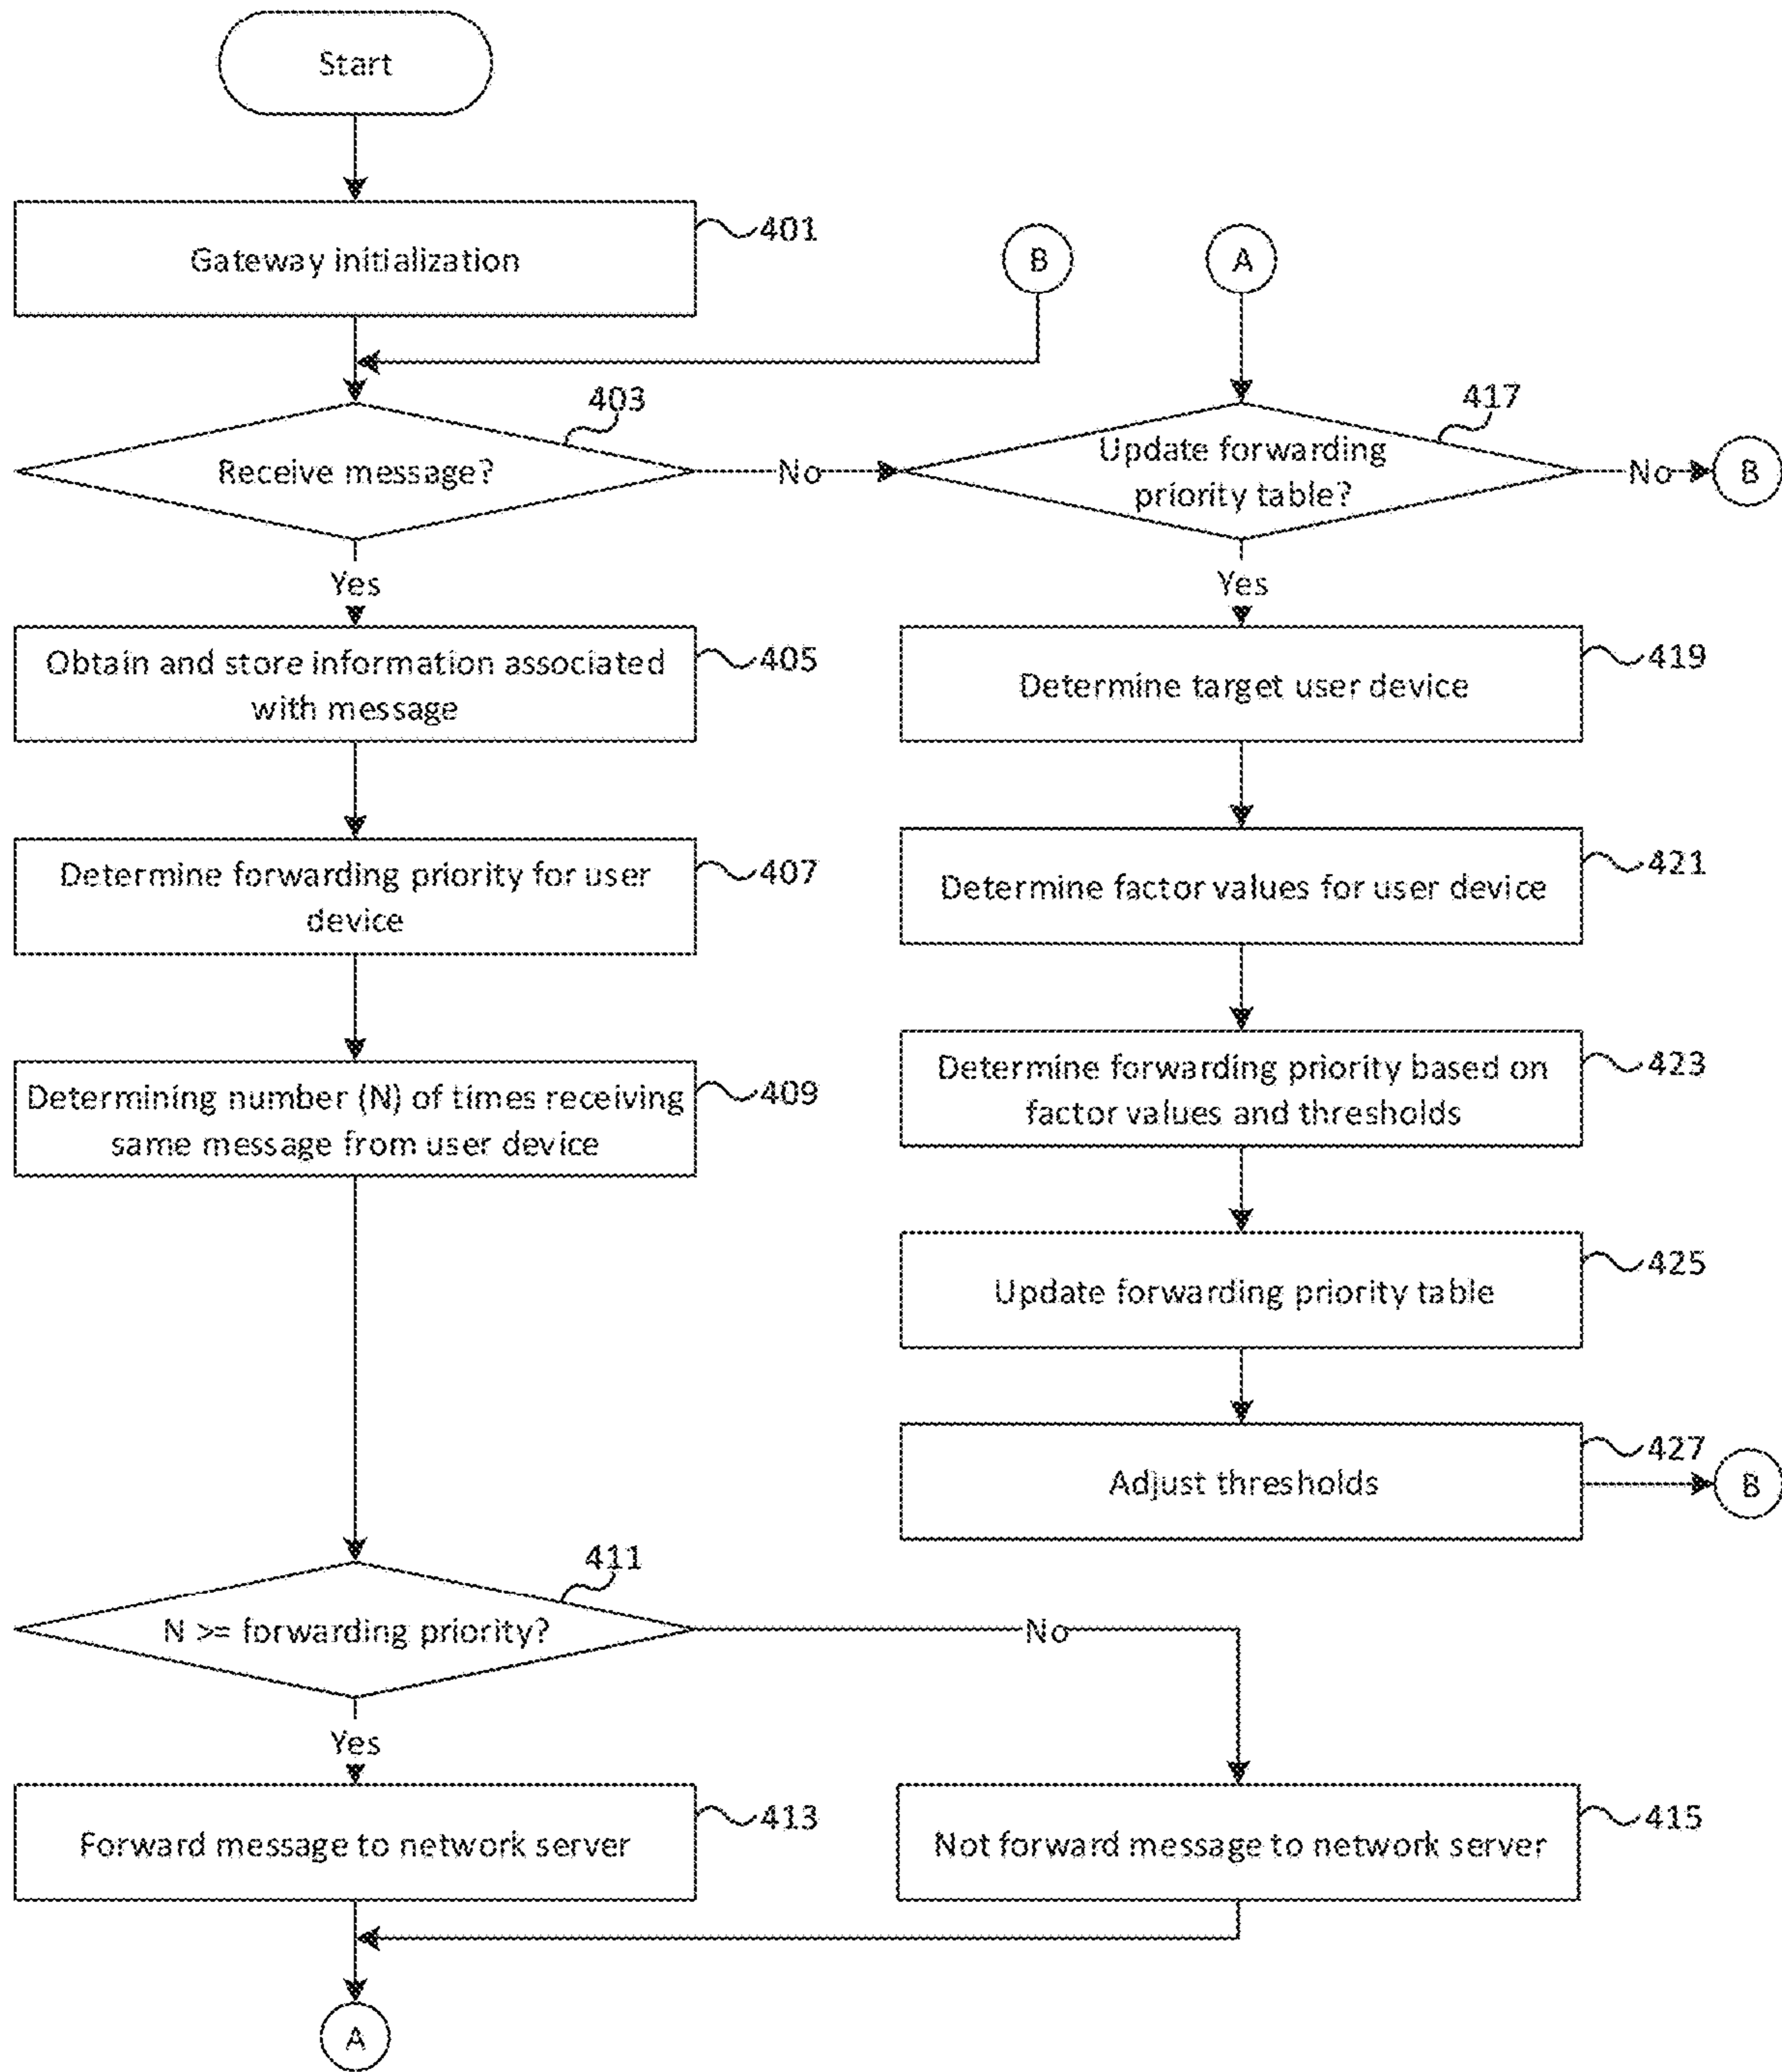 Start
Gateway initialization
401
B
A
Receive message?
403
No
Update forwarding
priority table?
417
No
B
Yes
Yes
Obtain and store information associated
with message
405
Determine target user device
419
Determine forwarding priority for user
device
407
Determine factor values for user device
421
Determining number (N) of times receiving
same message from user device
409
Determine forwarding priority based on
factor values and thresholds
423
Update forwarding priority table
425
Adjust thresholds
427
B
N >= forwarding priority?
411
No
Yes
Forward message to network server
413
Not forward message to network server
415
A